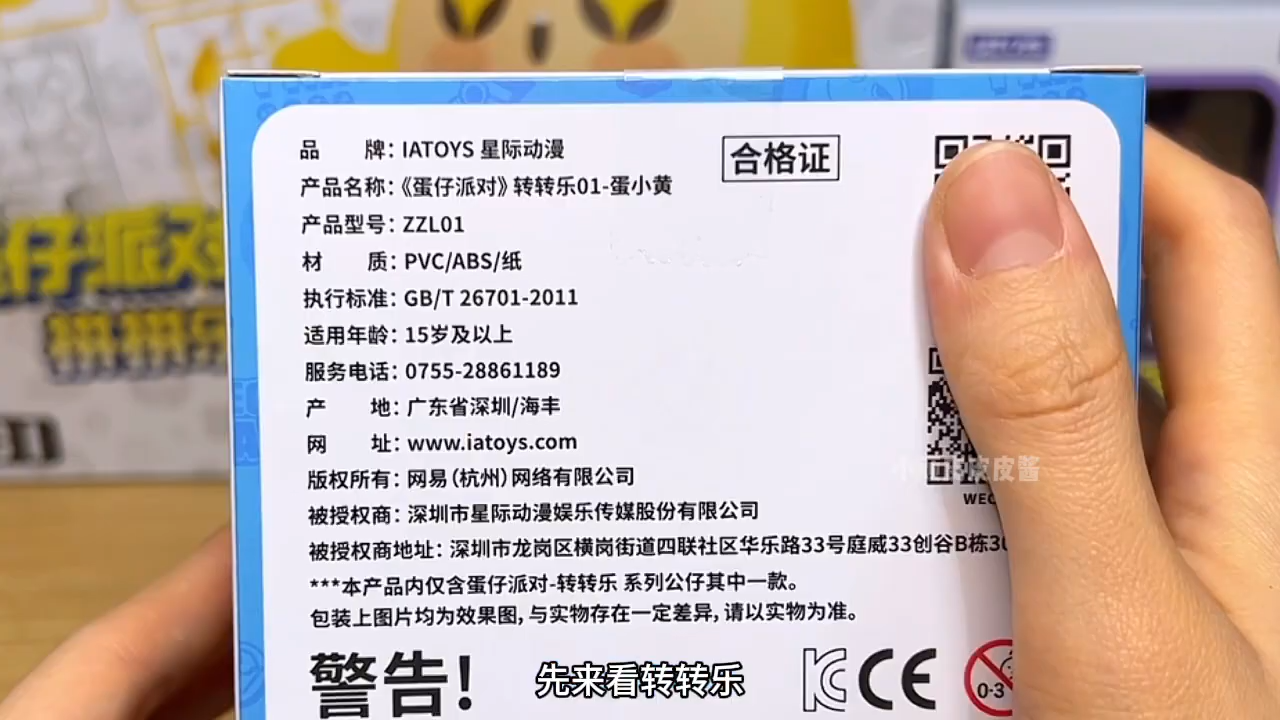 品 牌：IATOYS 星际动漫
合格证
产品名称：《蛋仔派对》转转乐01-蛋小黄
产品型号：ZZL01
材 质：PVC/ABS/纸
执行标准：GB/T 26701-2011
适用年龄：15岁及以上
服务电话：0755-28861189
产 地：广东省深圳/海丰
网 址：www.iatoys.com
版权所有：网易（杭州）网络有限公司
被授权商：深圳市星际动漫娱乐传媒股份有限公司
被授权商地址：深圳市龙岗区横岗街道四联社区华乐路33号庭威33创谷B栋
***本产品内仅含蛋仔派对-转转乐 系列公仔其中一款。
包装上图片均为效果图，与实物存在一定差异，请以实物为准。
警告！
CE
0-3
先来看转转乐
仔派对
拼拼乐
皮皮酱